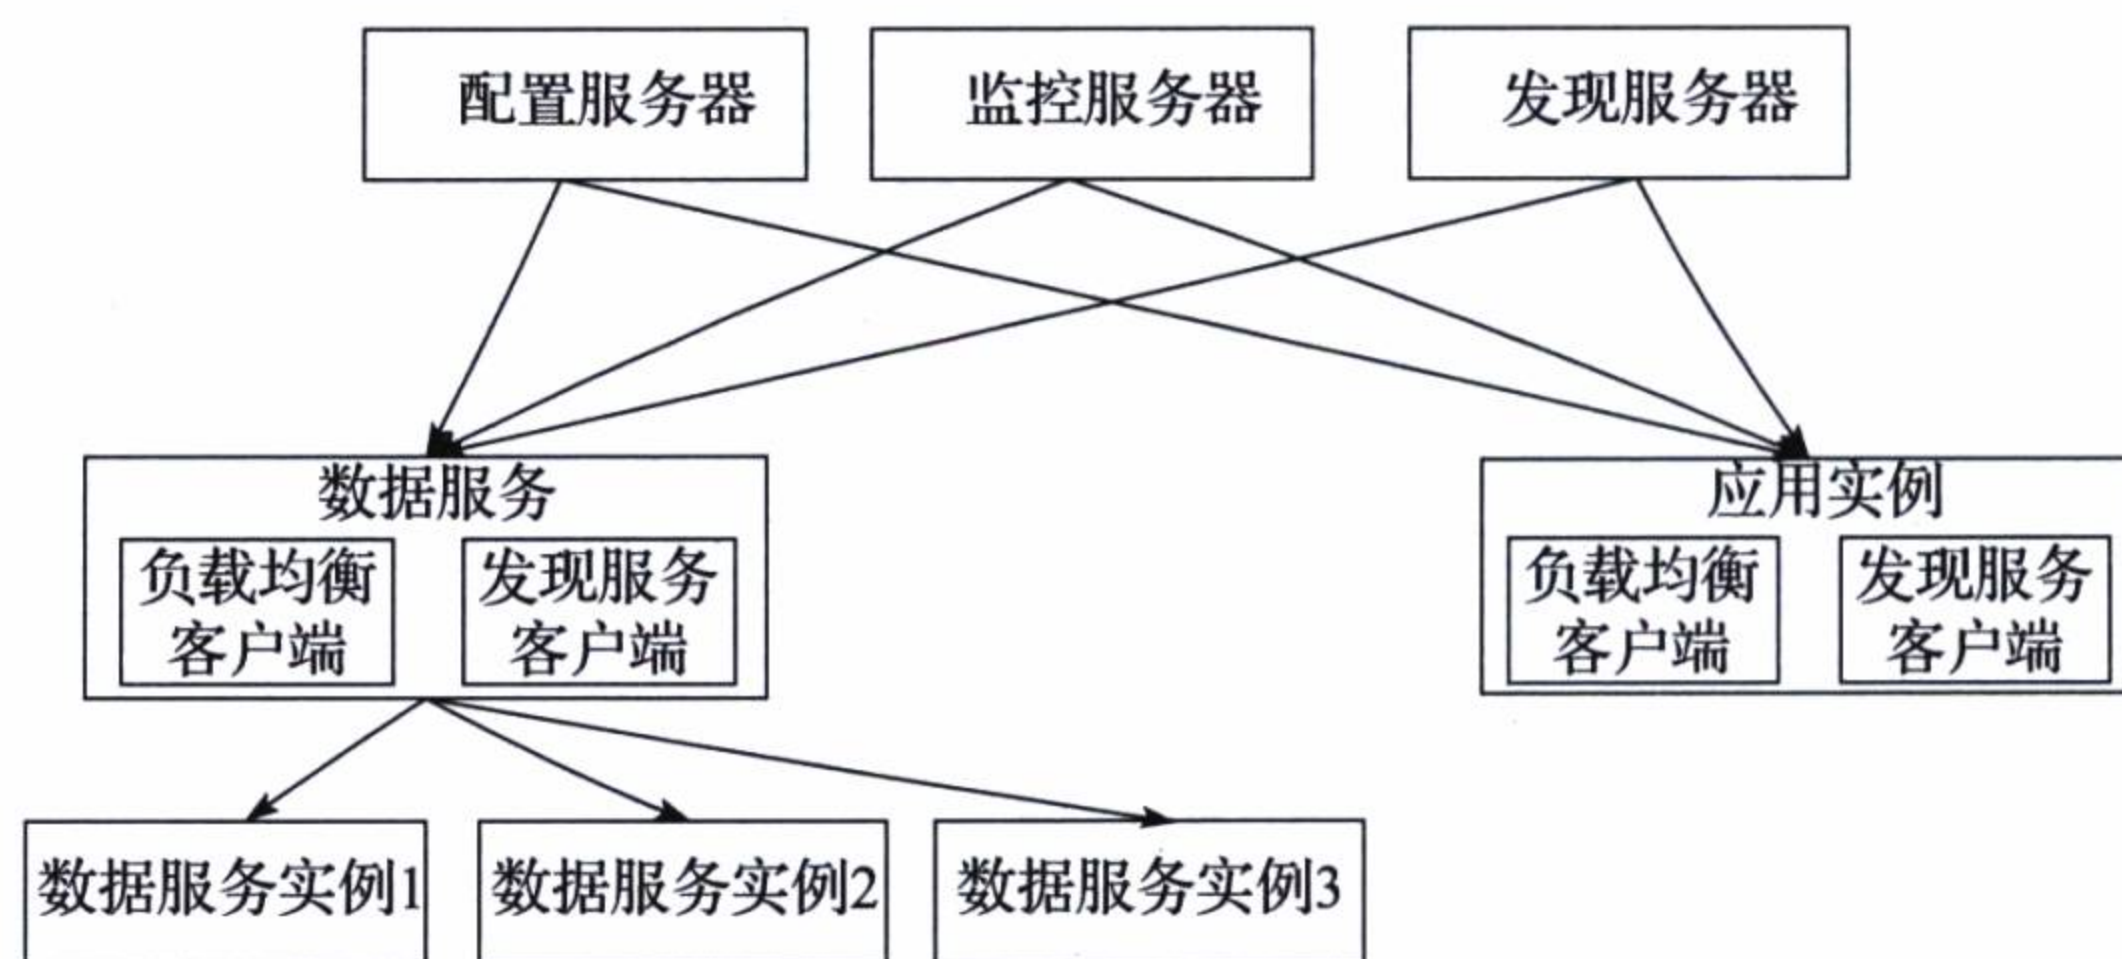 配置服务器
监控服务器
发现服务器
数据服务
负载均衡
客户端
发现服务
客户端
应用实例
负载均衡
客户端
发现服务
客户端
数据服务实例1
数据服务实例2
数据服务实例3